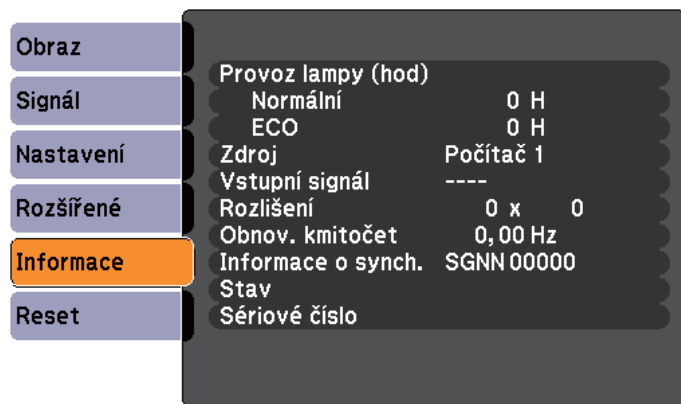 Obraz
Signál
Nastavení
Rozšířené
Informace
Reset
Provoz lampy (hod)
Normální 0 H
ECO 0 H
Zdroj Počítač 1
Vstupní signál ----
Rozlišení 0 x 0
Obnov. kmitočet 0,00 Hz
Informace o synch. SGNN 00000
Stav
Sériové číslo